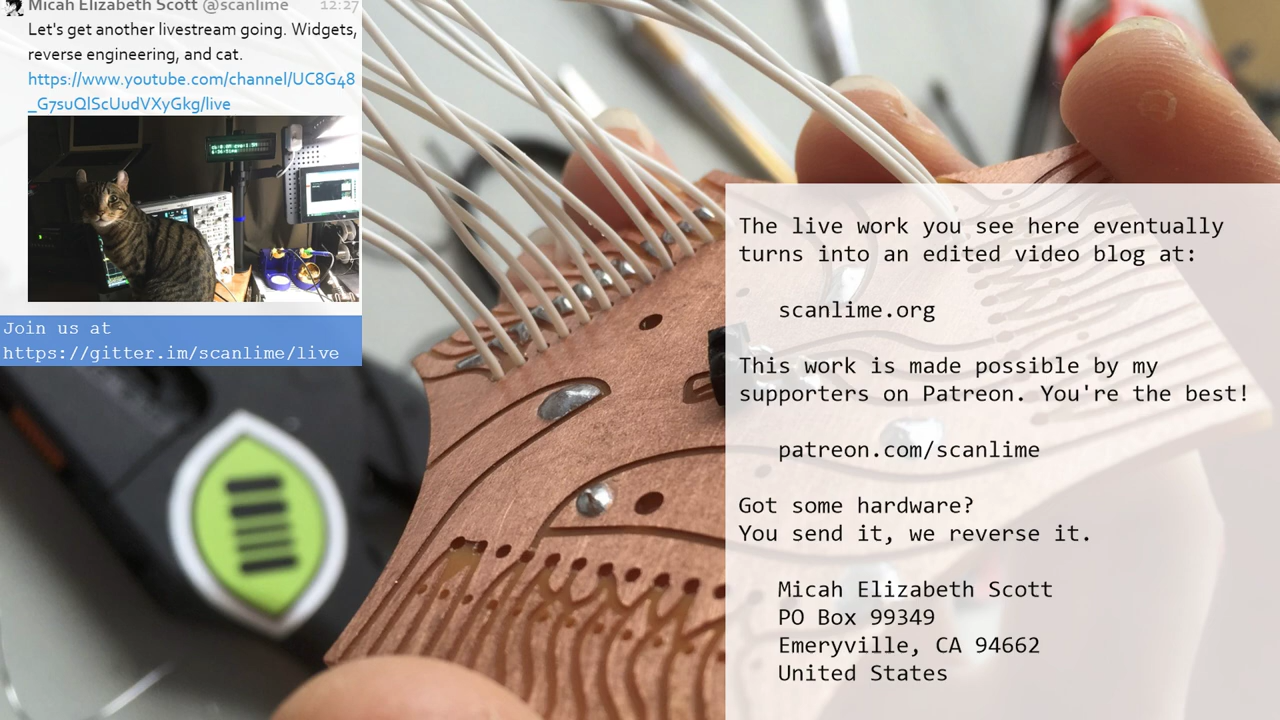 Micah Elizabeth Scott @scanlime 12:27
Let's get another livestream going. Widgets,
reverse engineering, and cat.
https://www.youtube.com/channel/UC8G48
_G7suQlScUudVXyGkg/live
Join us at
https://gitter.im/scanlime/live
The live work you see here eventually
turns into an edited video blog at:
scanlime.org
This work is made possible by my
supporters on Patreon. You're the best!
patreon.com/scanlime
Got some hardware?
You send it, we reverse it.
Micah Elizabeth Scott
PO Box 99349
Emeryville, CA 94662
United States